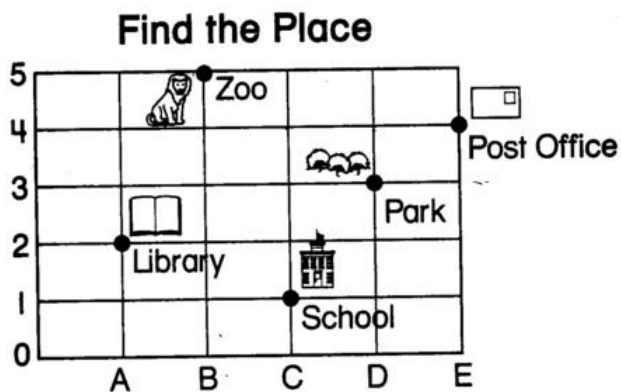 Find the Place
5
Zoo
4
Post Office
3
Park
2
Library
1
School
0
A B C D E